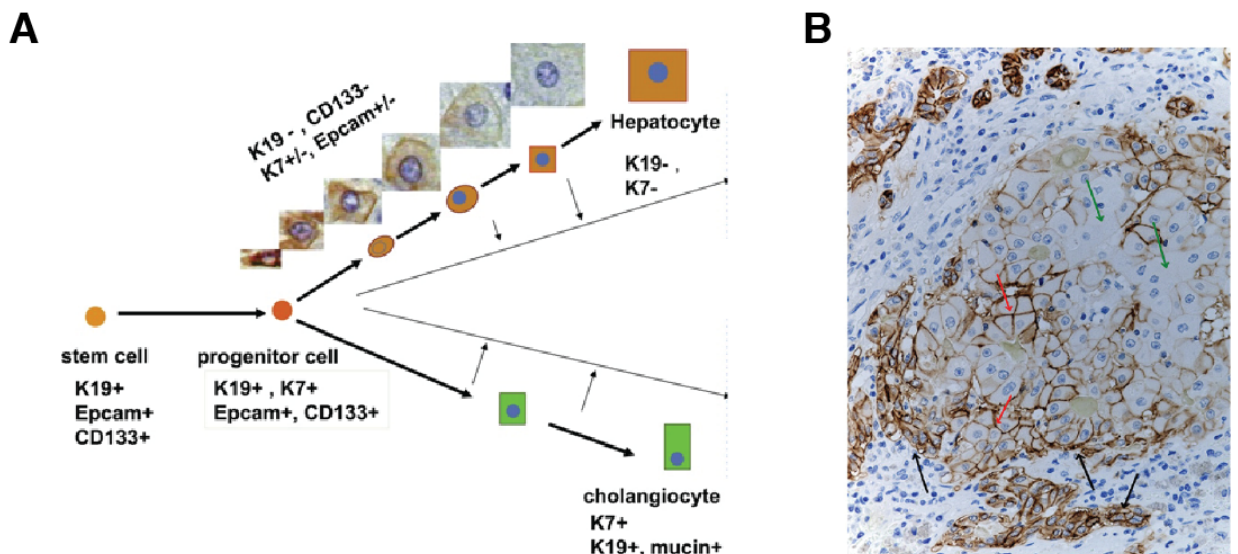 A
B
K19 - , CD133-
K7+/-, Epcam+/-
Hepatocyte
K19- ,
K7-
stem cell
K19+
Epcam+
CD133+
progenitor cell
K19+ , K7+
Epcam+, CD133+
cholangiocyte
K7+
K19+, mucin+